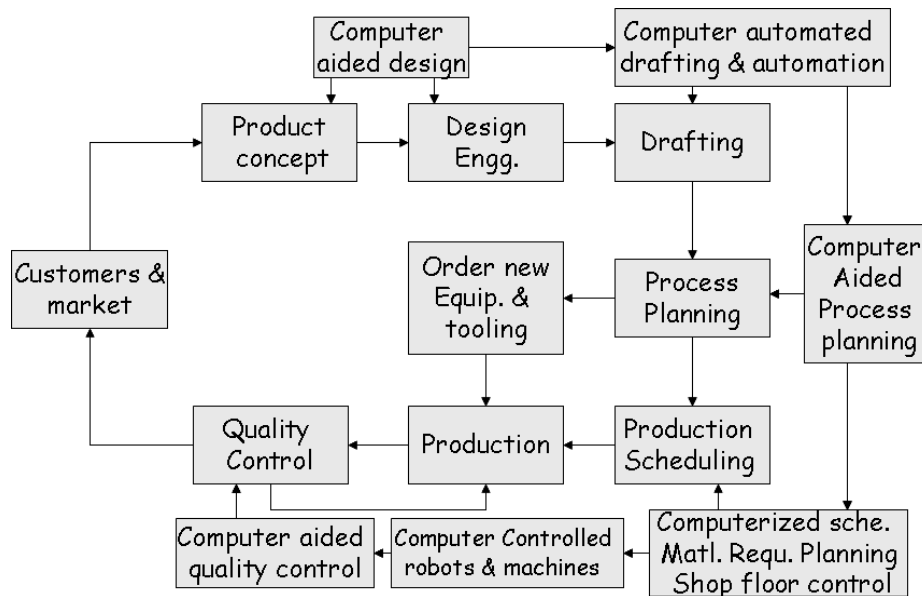 Computer
aided design
Computer automated
drafting & automation
Product
concept
Design
Engg.
Drafting
Customers &
market
Order new
Equip. &
tooling
Process
Planning
Computer
Aided
Process
planning
Quality
Control
Production
Production
Scheduling
Computer aided
quality control
Computer Controlled
robots & machines
Computerized sche.
Matl. Requ. Planning
Shop floor control